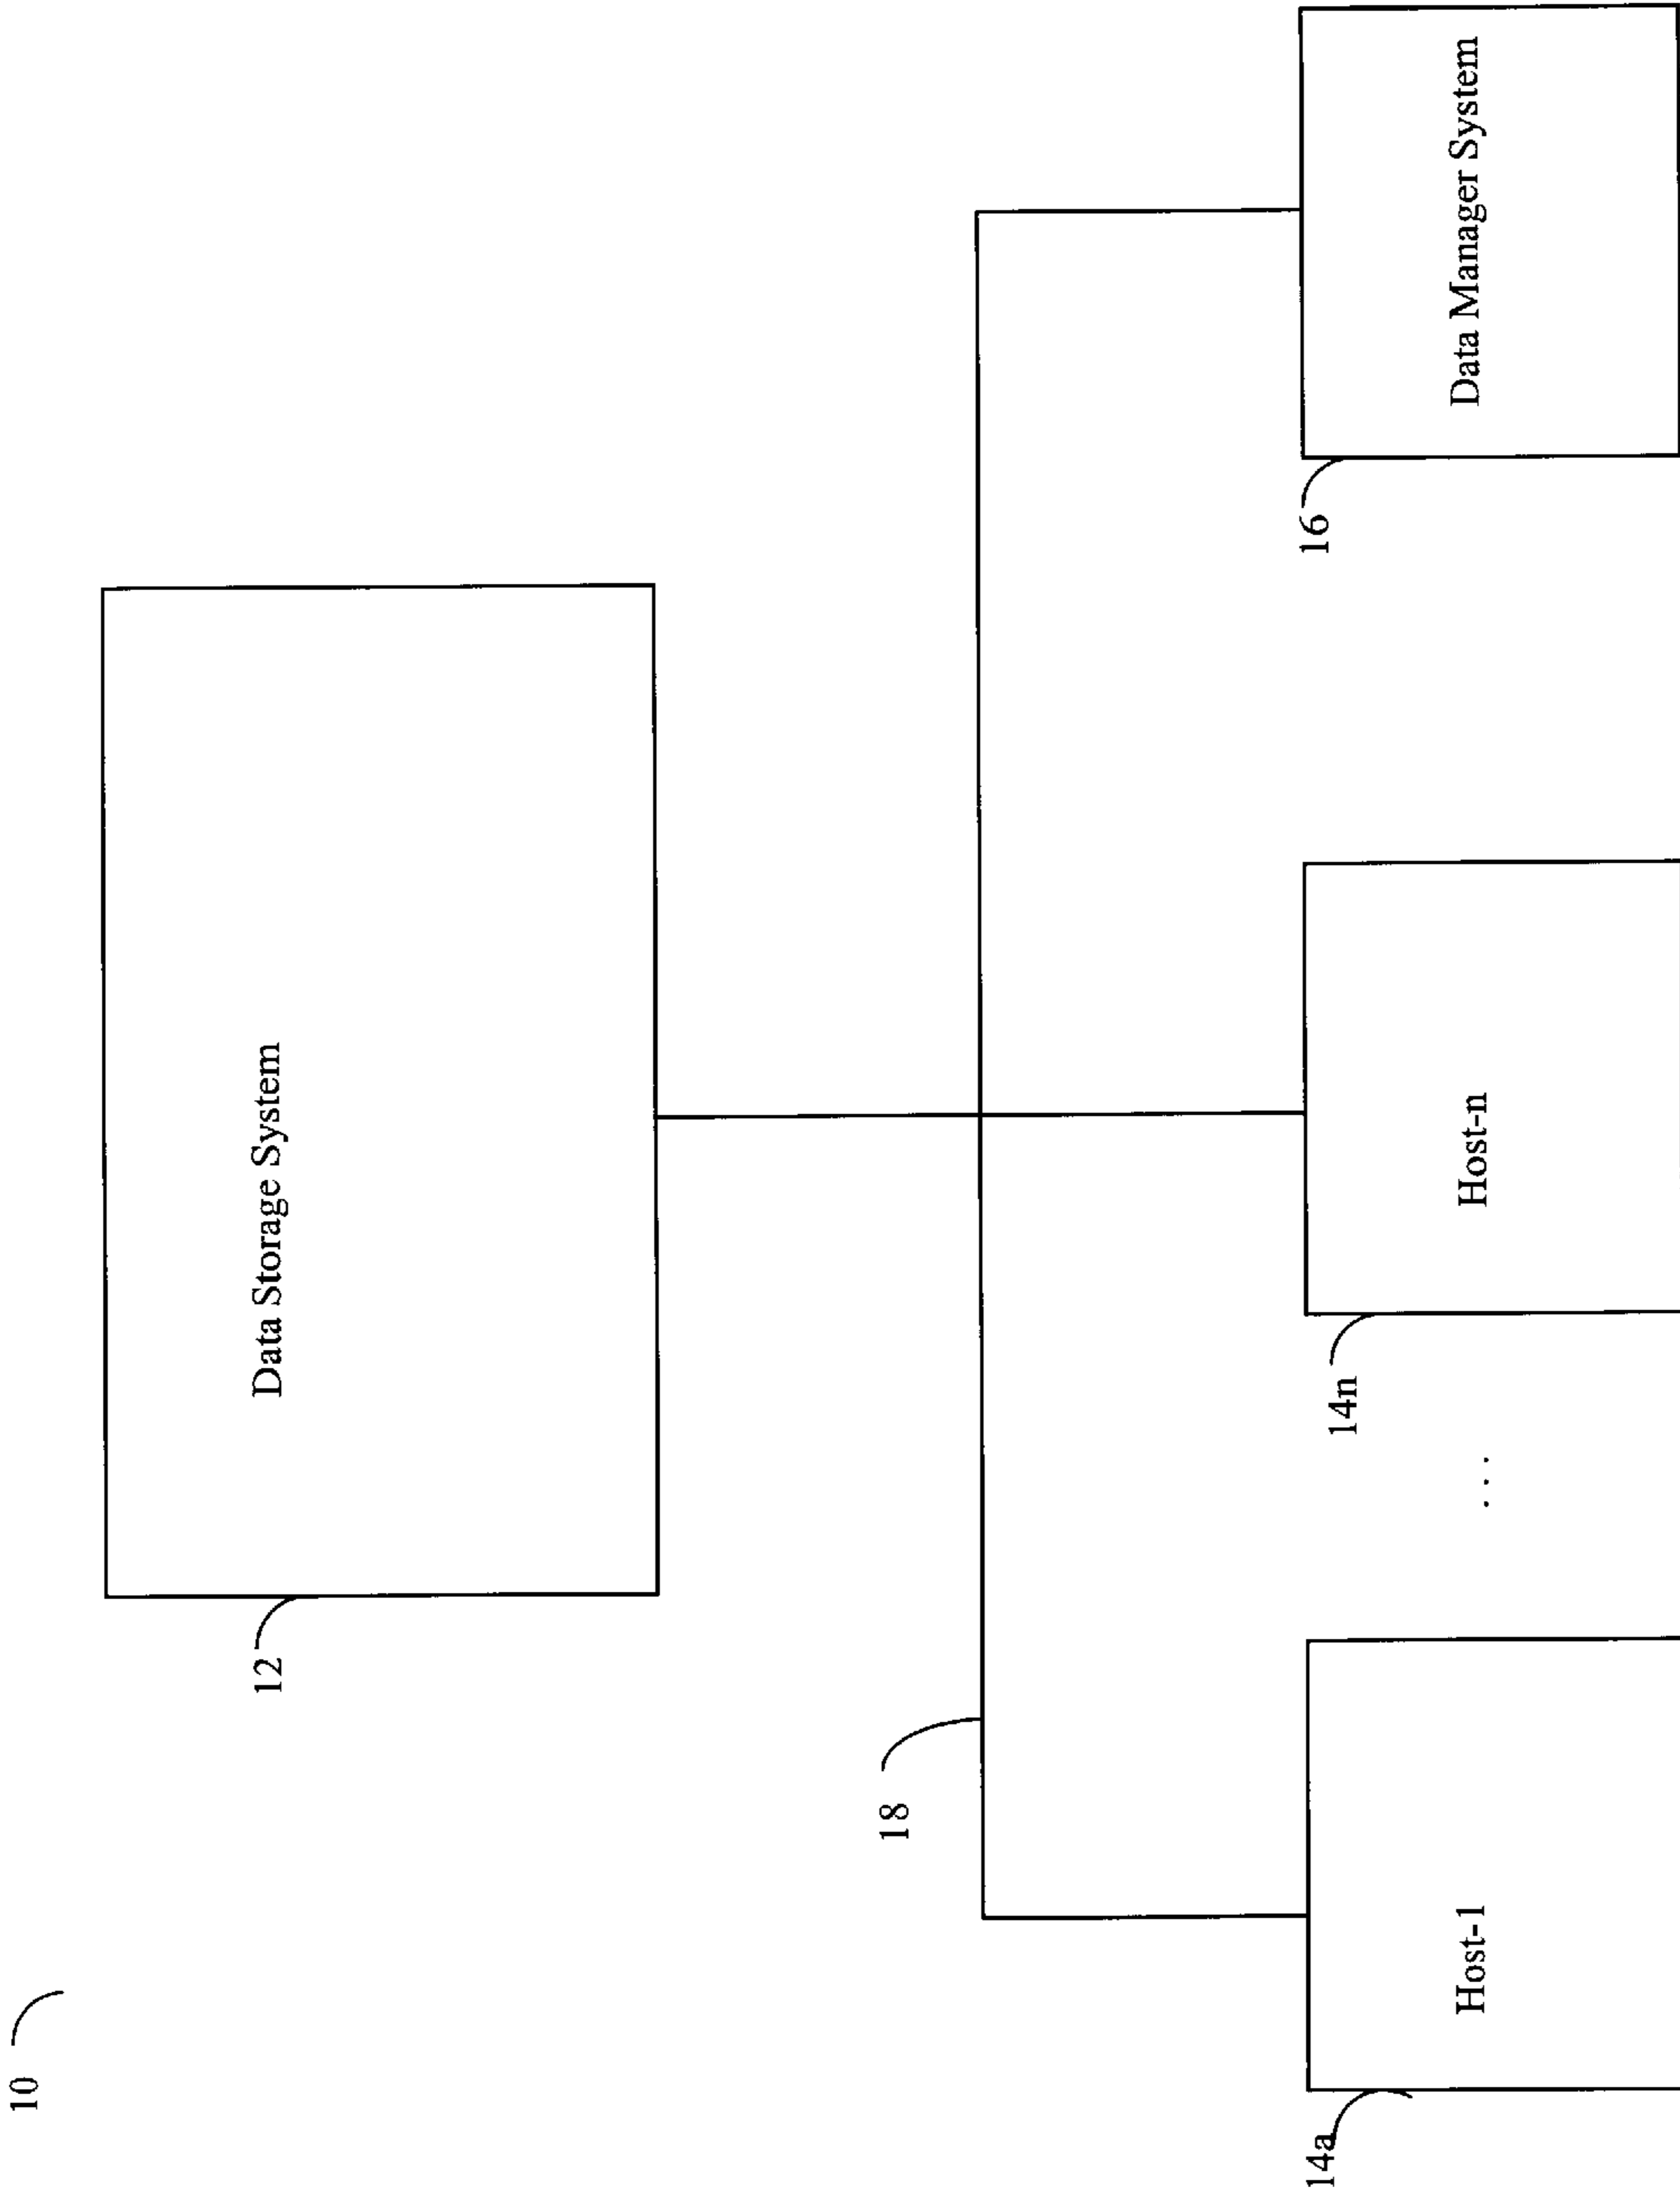 10
12
Data Storage System
18
14a
Host-1
. . .
14n
Host-n
16
Data Manager System